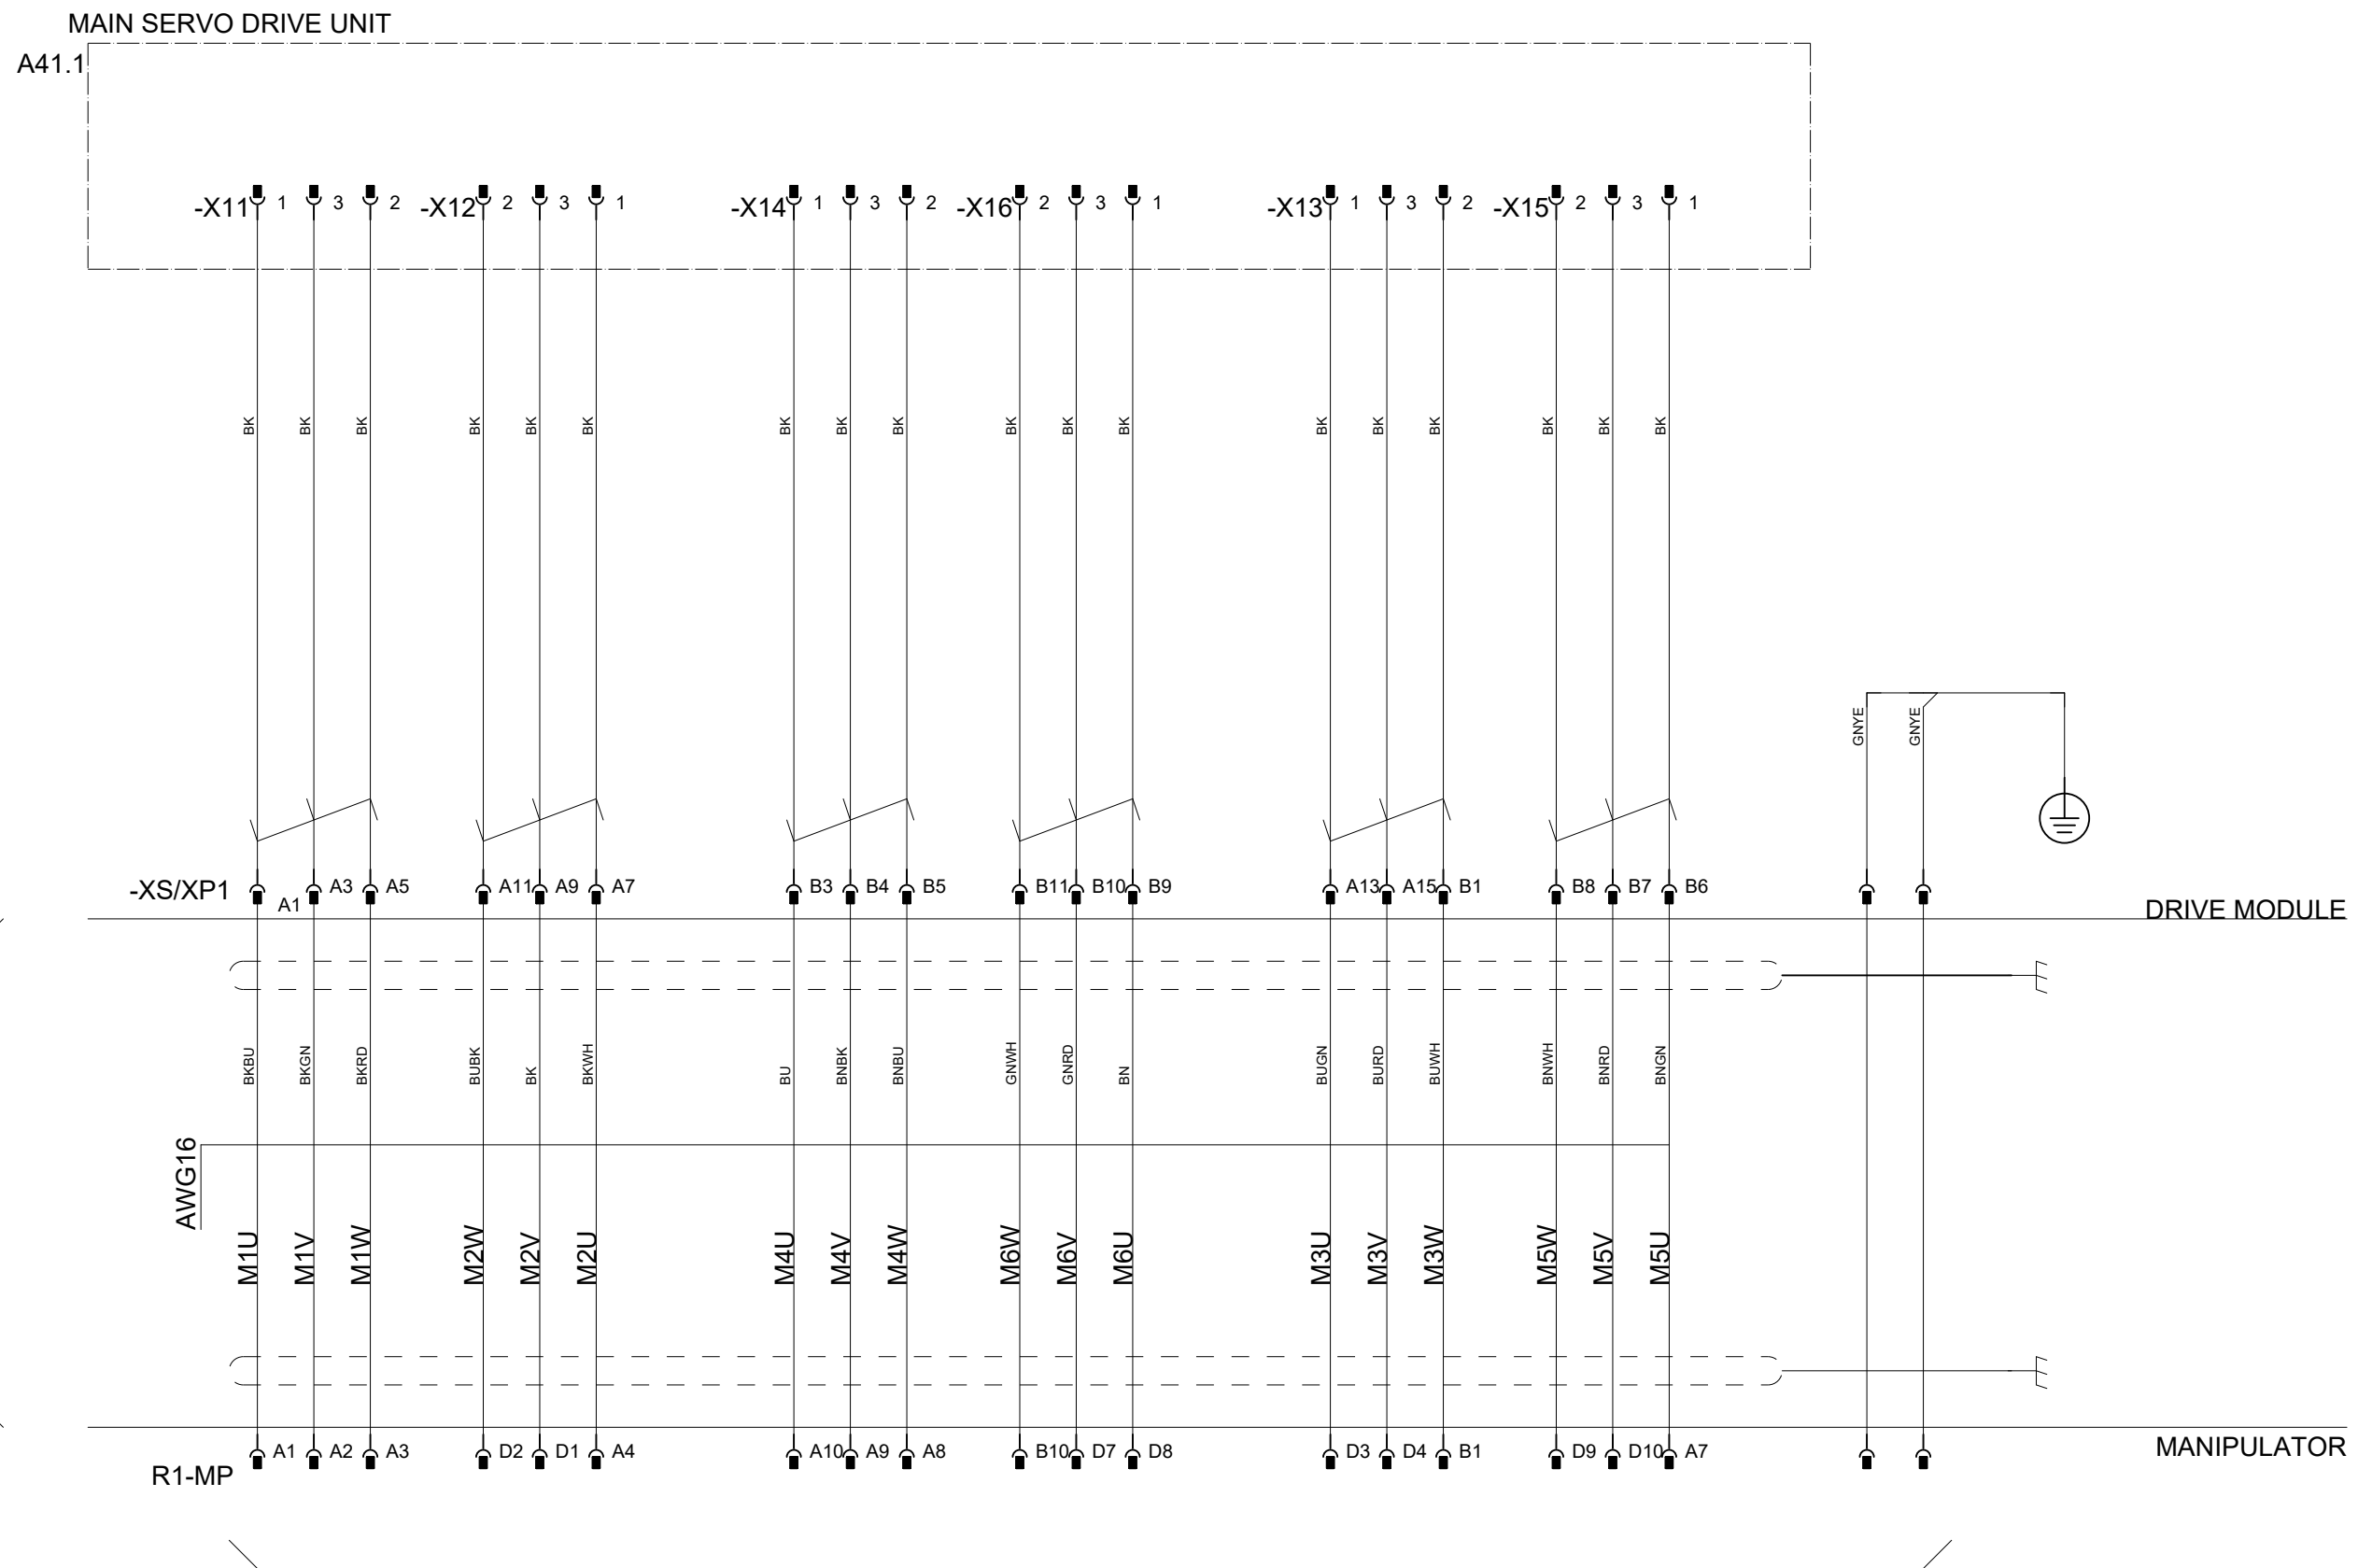 MAIN SERVO DRIVE UNIT
A41.1
-X11 1 3 2 -X12 2 3 1 -X14 1 3 2 -X16 2 3 1 -X13 1 3 2 -X15 2 3 1
BK BK BK BK BK BK BK BK BK BK BK BK BK BK BK BK BK BK
GNYE GNYE
-XS/XP1 A1 A3 A5 A11 A9 A7 B3 B4 B5 B11 B10 B9 A13 A15 B1 B8 B7 B6
DRIVE MODULE
BKBU BKGN BKRD BUBK BK BKWH BU BNBK BNBU GNWH GNRD BN BUGN BURD BUWH BNWH BNRD BNGN
AWG16
M1U M1V M1W M2W M2V M2U M4U M4V M4W M6W M6V M6U M3U M3V M3W M5W M5V M5U
MANIPULATOR
A1 A2 A3 D2 D1 A4 A10 A9 A8 B10 D7 D8 D3 D4 B1 D9 D10 A7
R1-MP